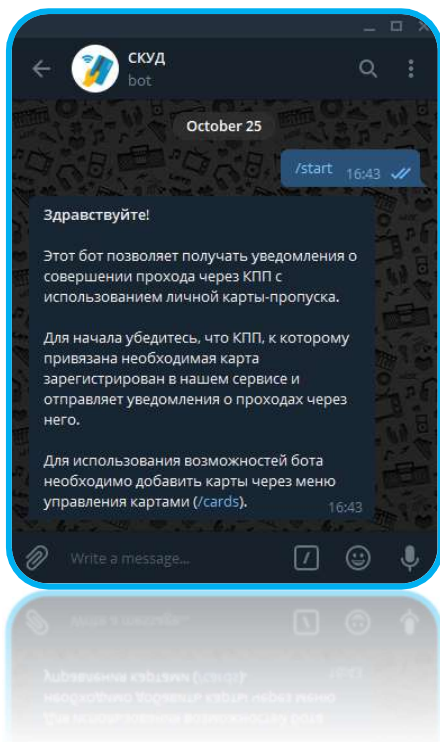 СКУД
bot
October 25
/start 16:43
Здравствуйте!
Этот бот позволяет получать уведомления о
совершении прохода через КПП с
использованием личной карты-пропуска.
Для начала убедитесь, что КПП, к которому
привязана необходимая карта
зарегистрирован в нашем сервисе и
отправляет уведомления о проходах через
него.
Для использования возможностей бота
необходимо добавить карты через меню
управления картами (/cards).
16:43
Write a message...